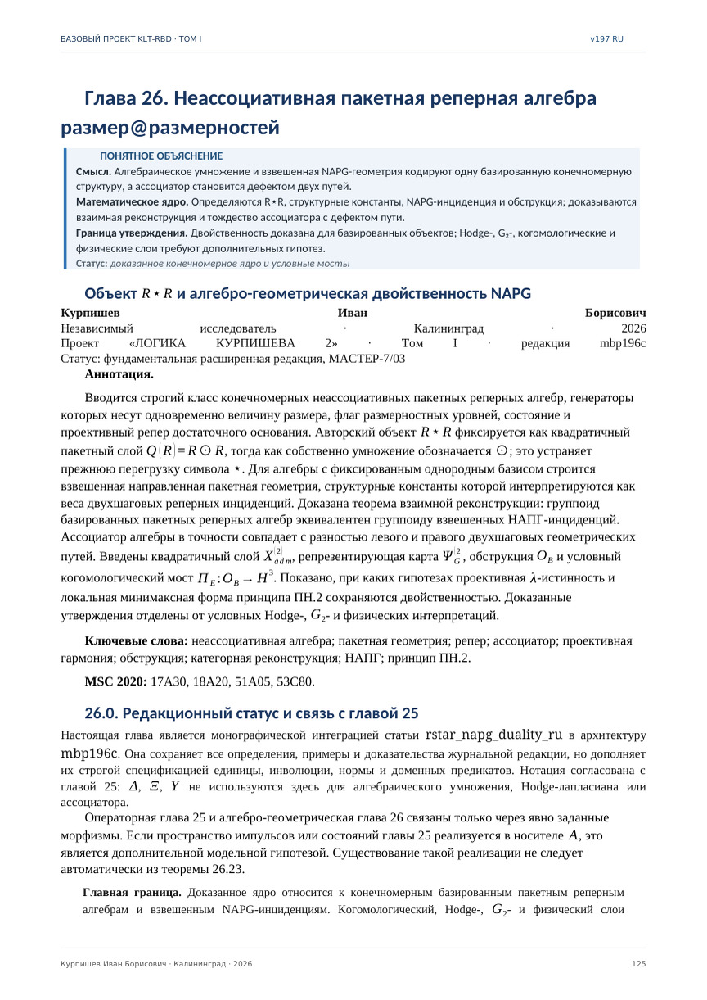 БАЗОВЫЙ ПРОЕКТ KLT-RBD · ТОМ I
v197 RU
Глава 26. Неассоциативная пакетная реперная алгебра
размер@размерностей
ПОНЯТНОЕ ОБЪЯСНЕНИЕ
Смысл. Алгебраическое умножение и взвешенная NAPG-геометрия кодируют одну базированную конечномерную
структуру, а ассоциатор становится дефектом двух путей.
Математическое ядро. Определяются R⋆R, структурные константы, NAPG-инциденция и обструкция; доказываются
взаимная реконструкция и тождество ассоциатора с дефектом пути.
Граница утверждения. Двойственность доказана для базированных объектов; Hodge-, G₂-, когомологические и
физические слои требуют дополнительных гипотез.
Статус: доказанное конечномерное ядро и условные мосты
Объект R⋆R и алгебро-геометрическая двойственность NAPG
Курпишев Иван Борисович
Независимый исследователь · Калининград · 2026
Проект «ЛОГИКА КУРПИШЕВА 2» · Том I · редакция mbp196c
Статус: фундаментальная расширенная редакция, МАСТЕР-7/03
Аннотация.
Вводится строгий класс конечномерных неассоциативных пакетных реперных алгебр, генераторы
которых несут одновременно величину размера, флаг размерностных уровней, состояние и
проективный репер достаточного основания. Авторский объект R⋆R фиксируется как квадратичный
пакетный слой Q(R)=R⊙R, тогда как собственно умножение обозначается ⊙; это устраняет
прежнюю перегрузку символа ⋆. Для алгебры с фиксированным однородным базисом строится
взвешенная направленная пакетная геометрия, структурные константы которой интерпретируются как
веса двухшаговых реперных инциденций. Доказана теорема взаимной реконструкции: группоид
базированных пакетных реперных алгебр эквивалентен группоиду взвешенных НАПГ-инциденций.
Ассоциатор алгебры в точности совпадает с разностью левого и правого двухшаговых геометрических
путей. Введены квадратичный слой X_{adm}^{[2]}, репрезентирующая карта Ψ_G^{[2]}, обструкция O_B и условный
когомологический мост Π_E:O_B→H³. Показано, при каких гипотезах проективная λ-истинность и
локальная минимаксная форма принципа ПН.2 сохраняются двойственностью. Доказанные
утверждения отделены от условных Hodge-, G₂- и физических интерпретаций.
Ключевые слова: неассоциативная алгебра; пакетная геометрия; репер; ассоциатор; проективная
гармония; обструкция; категорная реконструкция; НАПГ; принцип ПН.2.
MSC 2020: 17A30, 18A20, 51A05, 53C80.
26.0. Редакционный статус и связь с главой 25
Настоящая глава является монографической интеграцией статьи rstar_napg_duality_ru в архитектуру
mbp196c. Она сохраняет все определения, примеры и доказательства журнальной редакции, но дополняет
их строгой спецификацией единицы, инволюции, нормы и доменных предикатов. Нотация согласована с
главой 25: Δ, Ξ, Υ не используются здесь для алгебраического умножения, Hodge-лапласиана или
ассоциатора.
Операторная глава 25 и алгебро-геометрическая глава 26 связаны только через явно заданные
морфизмы. Если пространство импульсов или состояний главы 25 реализуется в носителе A, это
является дополнительной модельной гипотезой. Существование такой реализации не следует
автоматически из теоремы 26.23.
Главная граница. Доказанное ядро относится к конечномерным базированным пакетным реперным
алгебрам и взвешенным NAPG-инциденциям. Когомологический, Hodge-, G₂- и физический слои
Курпишев Иван Борисович · Калининград · 2026
125